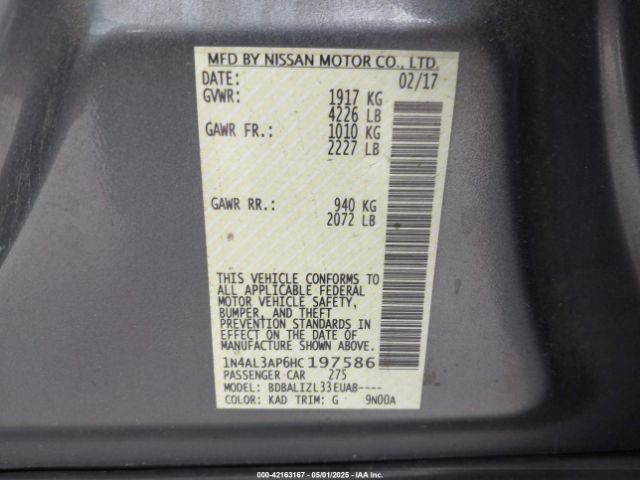 MFD BY NISSAN MOTOR CO., LTD.
DATE: 02/17
GVWR: 1917 KG
4226 LB
GAWR FR.: 1010 KG
2227 LB
GAWR RR.: 940 KG
2072 LB
THIS VEHICLE CONFORMS TO
ALL APPLICABLE FEDERAL
MOTOR VEHICLE SAFETY,
BUMPER, AND THEFT
PREVENTION STANDARDS IN
EFFECT ON THE DATE OF
MANUFACTURE SHOWN ABOVE.
1N4AL3AP6HC197586
PASSENGER CAR 275
MODEL: BDBALIZL33EUAB----
COLOR: KAD TRIM: G 9N00A
© 000-42163167 - 05/01/2025 - IAAI.COM